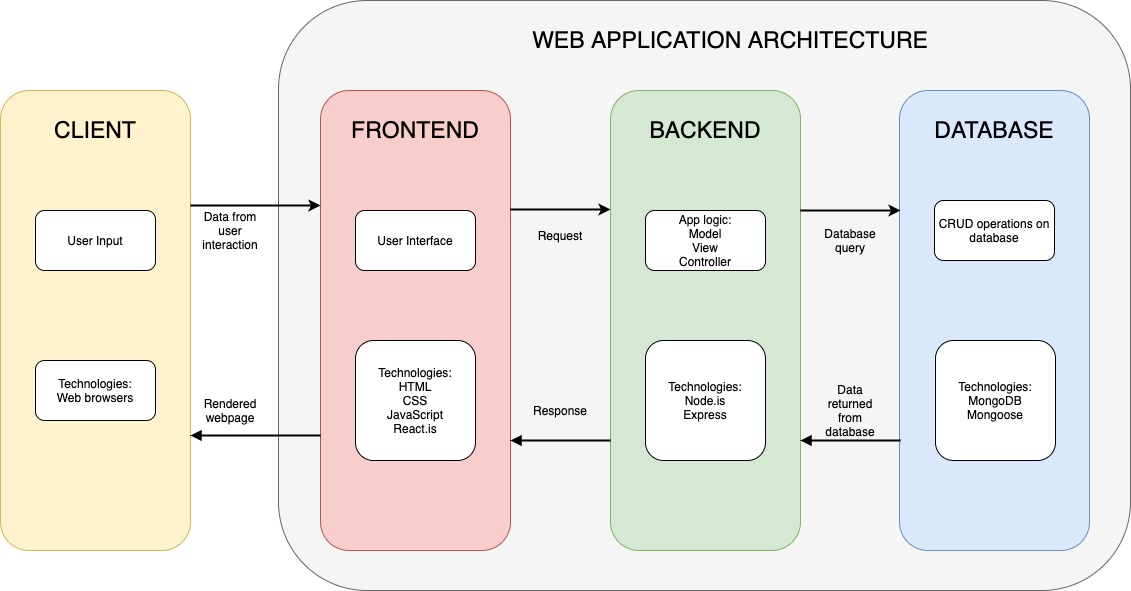 WEB APPLICATION ARCHITECTURE
CLIENT
User Input
Technologies:
Web browsers
Data from
user
interaction
Rendered
webpage
FRONTEND
User Interface
Technologies:
HTML
CSS
JavaScript
React.is
Request
Response
BACKEND
App logic:
Model
View
Controller
Technologies:
Node.is
Express
Database
query
Data
returned
from
database
DATABASE
CRUD operations on
database
Technologies:
MongoDB
Mongoose